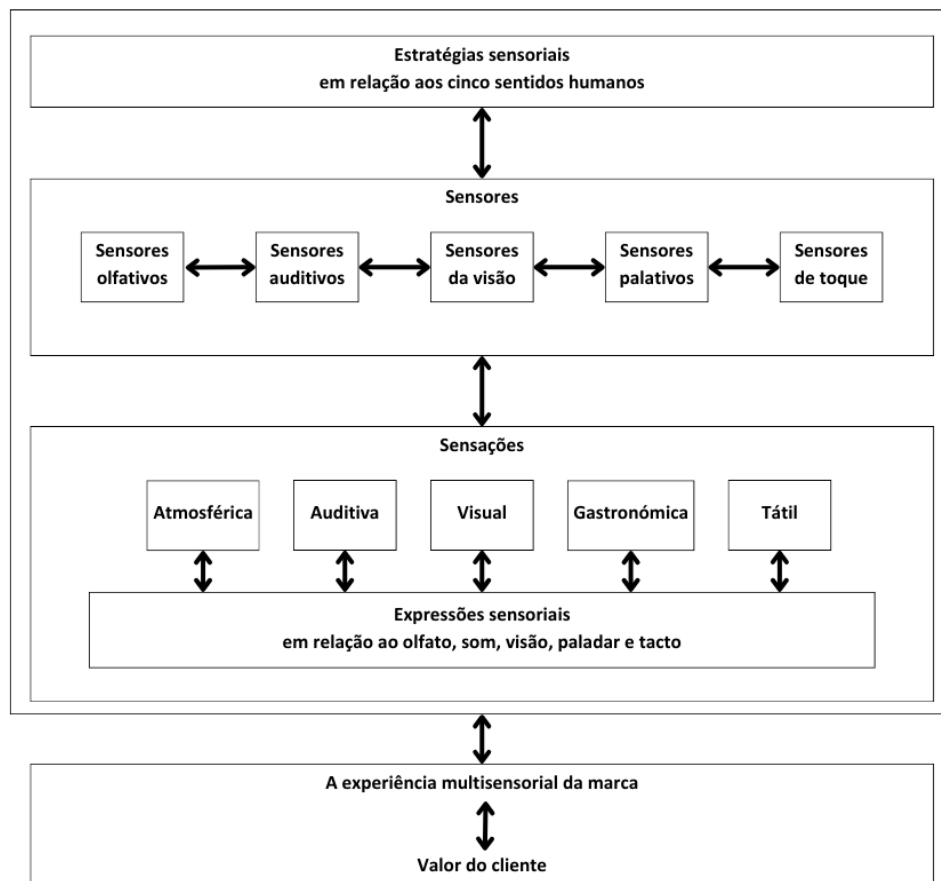 Estratégias sensoriais
em relação aos cinco sentidos humanos
Sensores
Sensores
olfativos
Sensores
auditivos
Sensores
da visão
Sensores
palativos
Sensores
de toque
Sensações
Atmosférica
Auditiva
Visual
Gastronómica
Tátil
Expressões sensoriais
em relação ao olfato, som, visão, paladar e tacto
A experiência multisensorial da marca
Valor do cliente